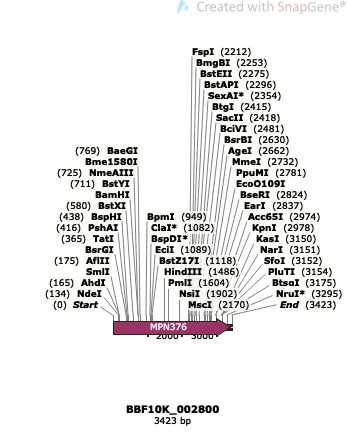 Created with SnapGene®
FspI (2212)
BmgBI (2253)
BstEII (2275)
BstAPI (2296)
SexAI* (2354)
BtgI (2415)
SacII (2418)
BciVI (2481)
BsrBI (2630)
(769) BaeGI AgeI (2662)
Bme1580I MmeI (2732)
(725) NmeAIII PpuMI (2781)
(711) BstYI EcoO109I
BamHI BseRI (2824)
(580) BstXI EarI (2837)
(438) BspHI BpmI (949) Acc65I (2974)
(416) PshAI ClaI* (1082) KpnI (2978)
(365) TatI BspDI* KasI (3150)
BsrGI EciI (1089) NarI (3151)
(175) AflII BstZ17I (1118) SfoI (3152)
SmlI HindIII (1486) PluTI (3154)
(165) AhdI PmlI (1604) BtsαI (3175)
(134) NdeI NsiI (1902) NruI* (3295)
(0) Start MscI (2170) End (3423)
MPN376
2000 3000
BBF10K_002800
3423 bp